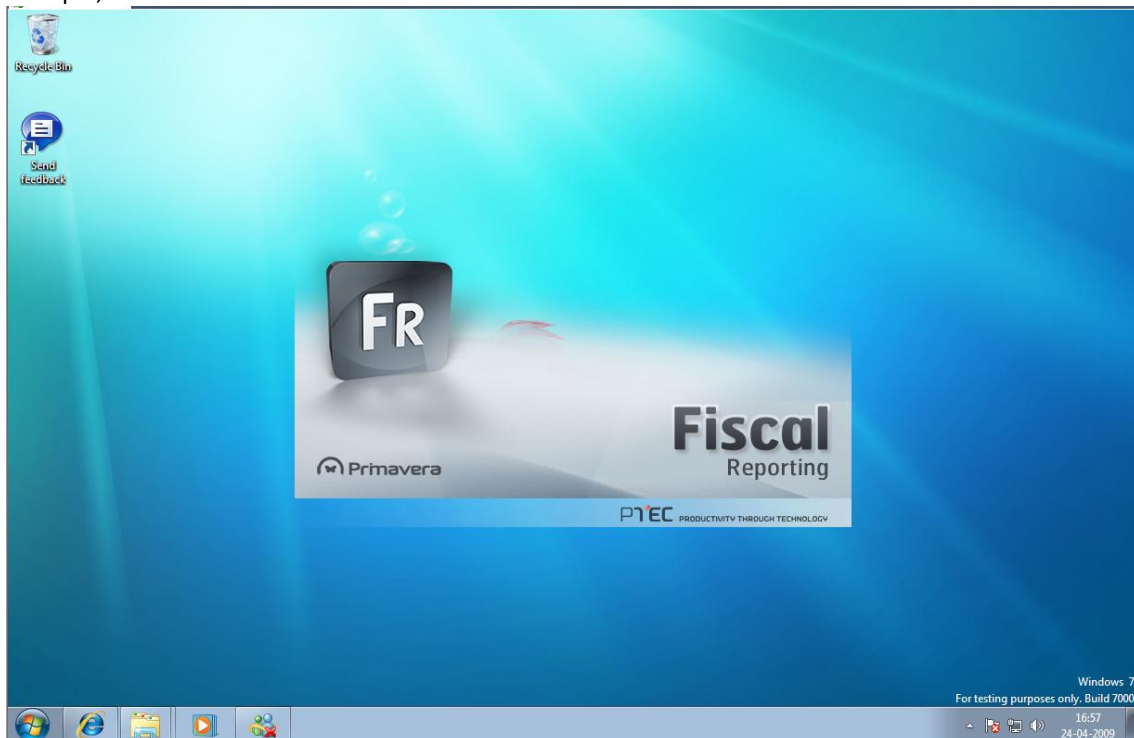 Recycle Bin
Send
feedback
FR
Fiscal
Reporting
Primavera
PTEC PRODUCTIVITY THROUGH TECHNOLOGY
Windows 7
For testing purposes only. Build 7000
16:57
24-04-2009